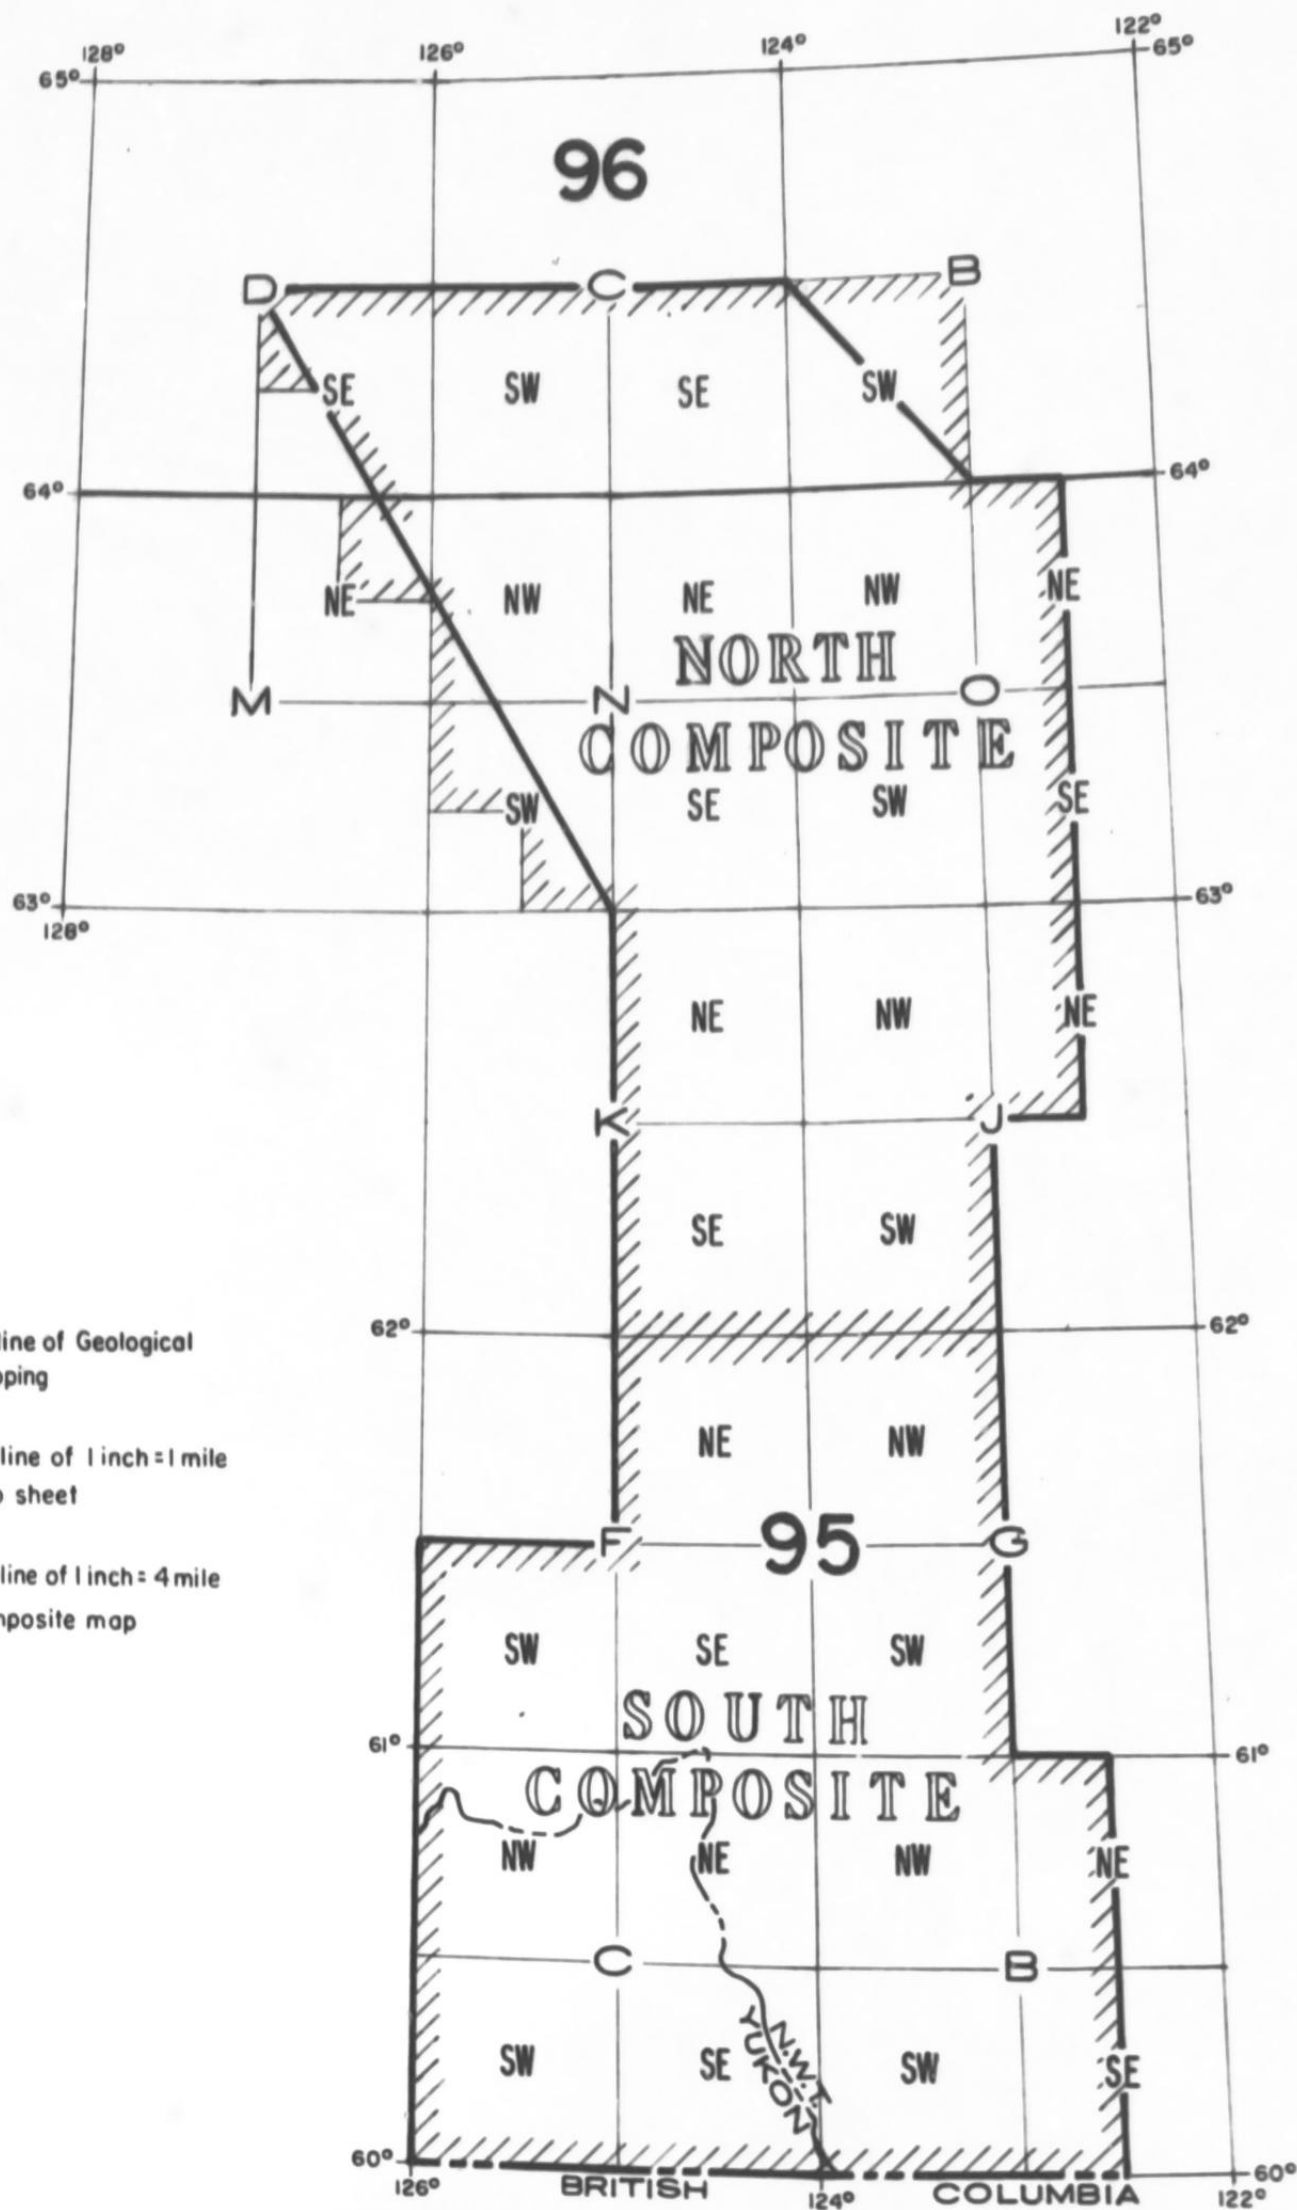 128° 126° 124° 122°
65° 65°
96
D C B
SE SW SE SW
64° 64°
NE NW NE NW NE
NORTH
M N O
COMPOSITE
SW SE SW SE
63° 63°
128°
NE NW NE
K J
SE SW
62° 62°
line of Geological
pping
NE NW
line of 1 inch = 1 mile
sheet
F 95 G
line of 1 inch = 4 mile
mposite map
SW SE SW
SOUTH
61° 61°
COMPOSITE
NW NE NW NE
C B
N.W.T.
YUKON
SW SE SW SE
60° 60°
126° BRITISH 124° COLUMBIA 122°